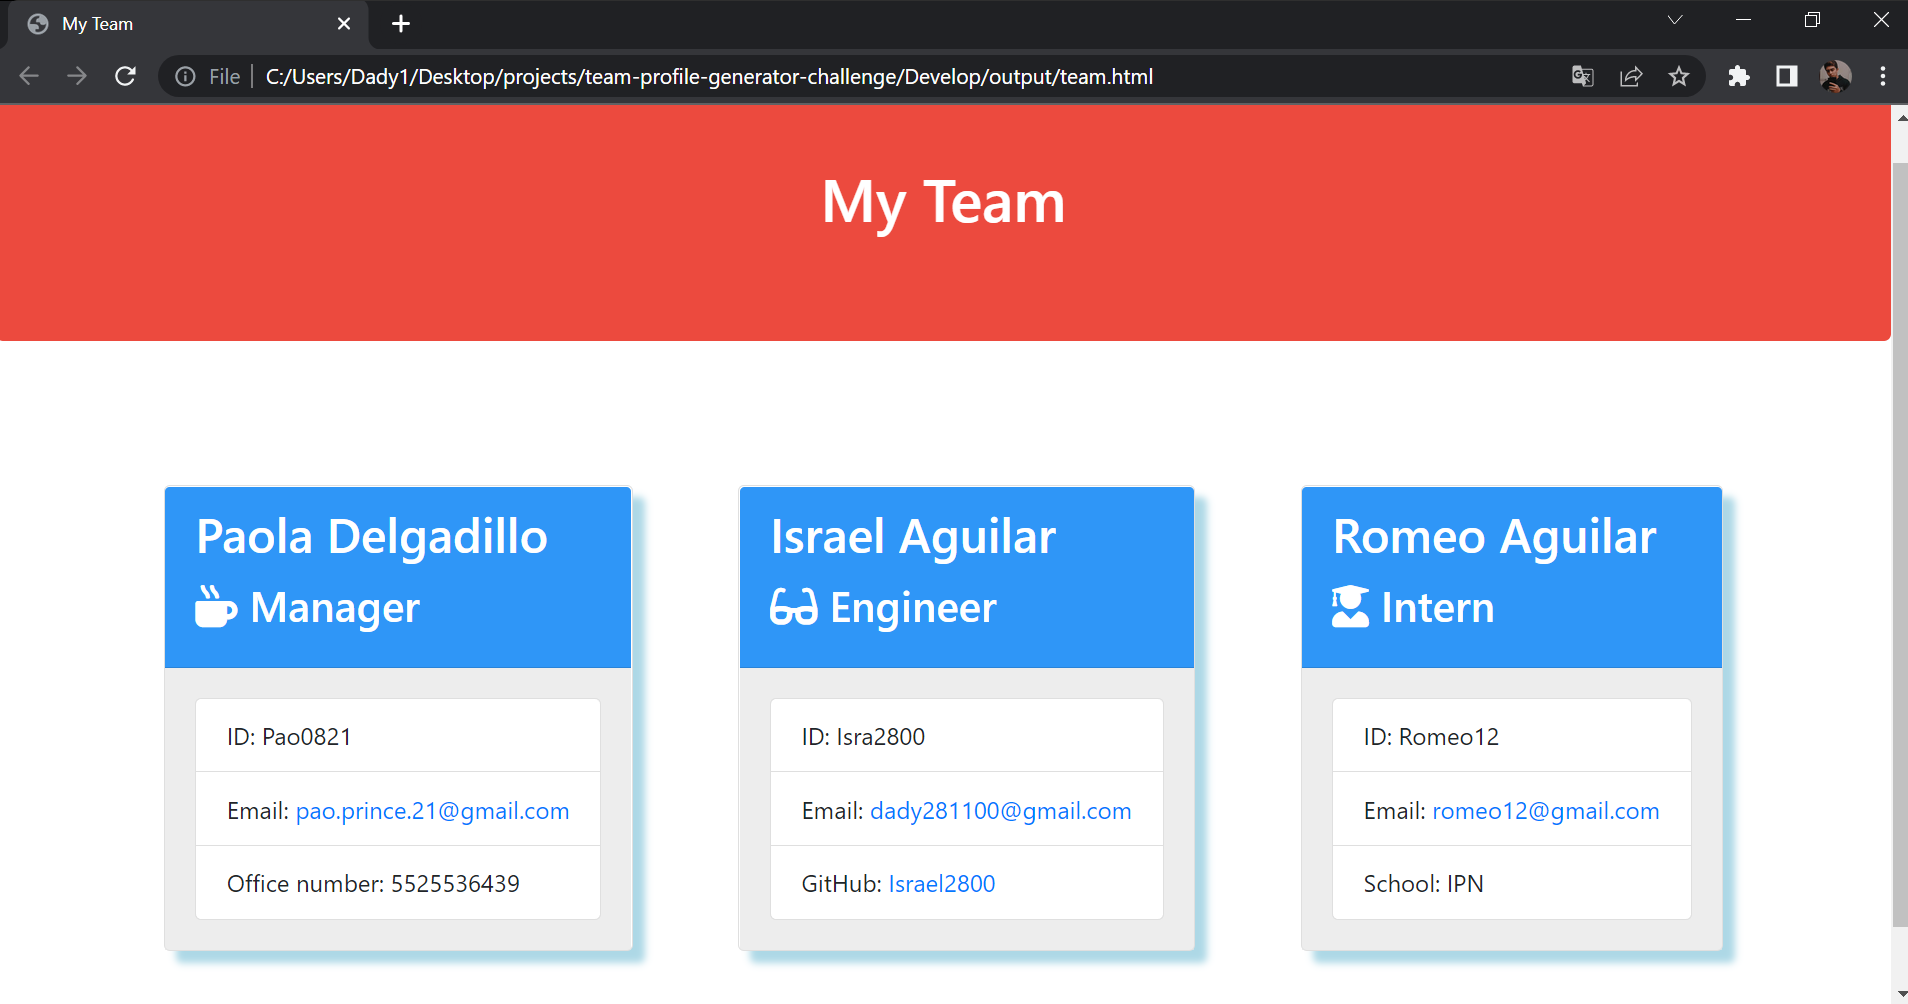 My Team
File C:/Users/Dady1/Desktop/projects/team-profile-generator-challenge/Develop/output/team.html
My Team
Paola Delgadillo
Manager
ID: Pao0821
Email: pao.prince.21@gmail.com
Office number: 5525536439
Israel Aguilar
Engineer
ID: Isra2800
Email: dady281100@gmail.com
GitHub: Israel2800
Romeo Aguilar
Intern
ID: Romeo12
Email: romeo12@gmail.com
School: IPN